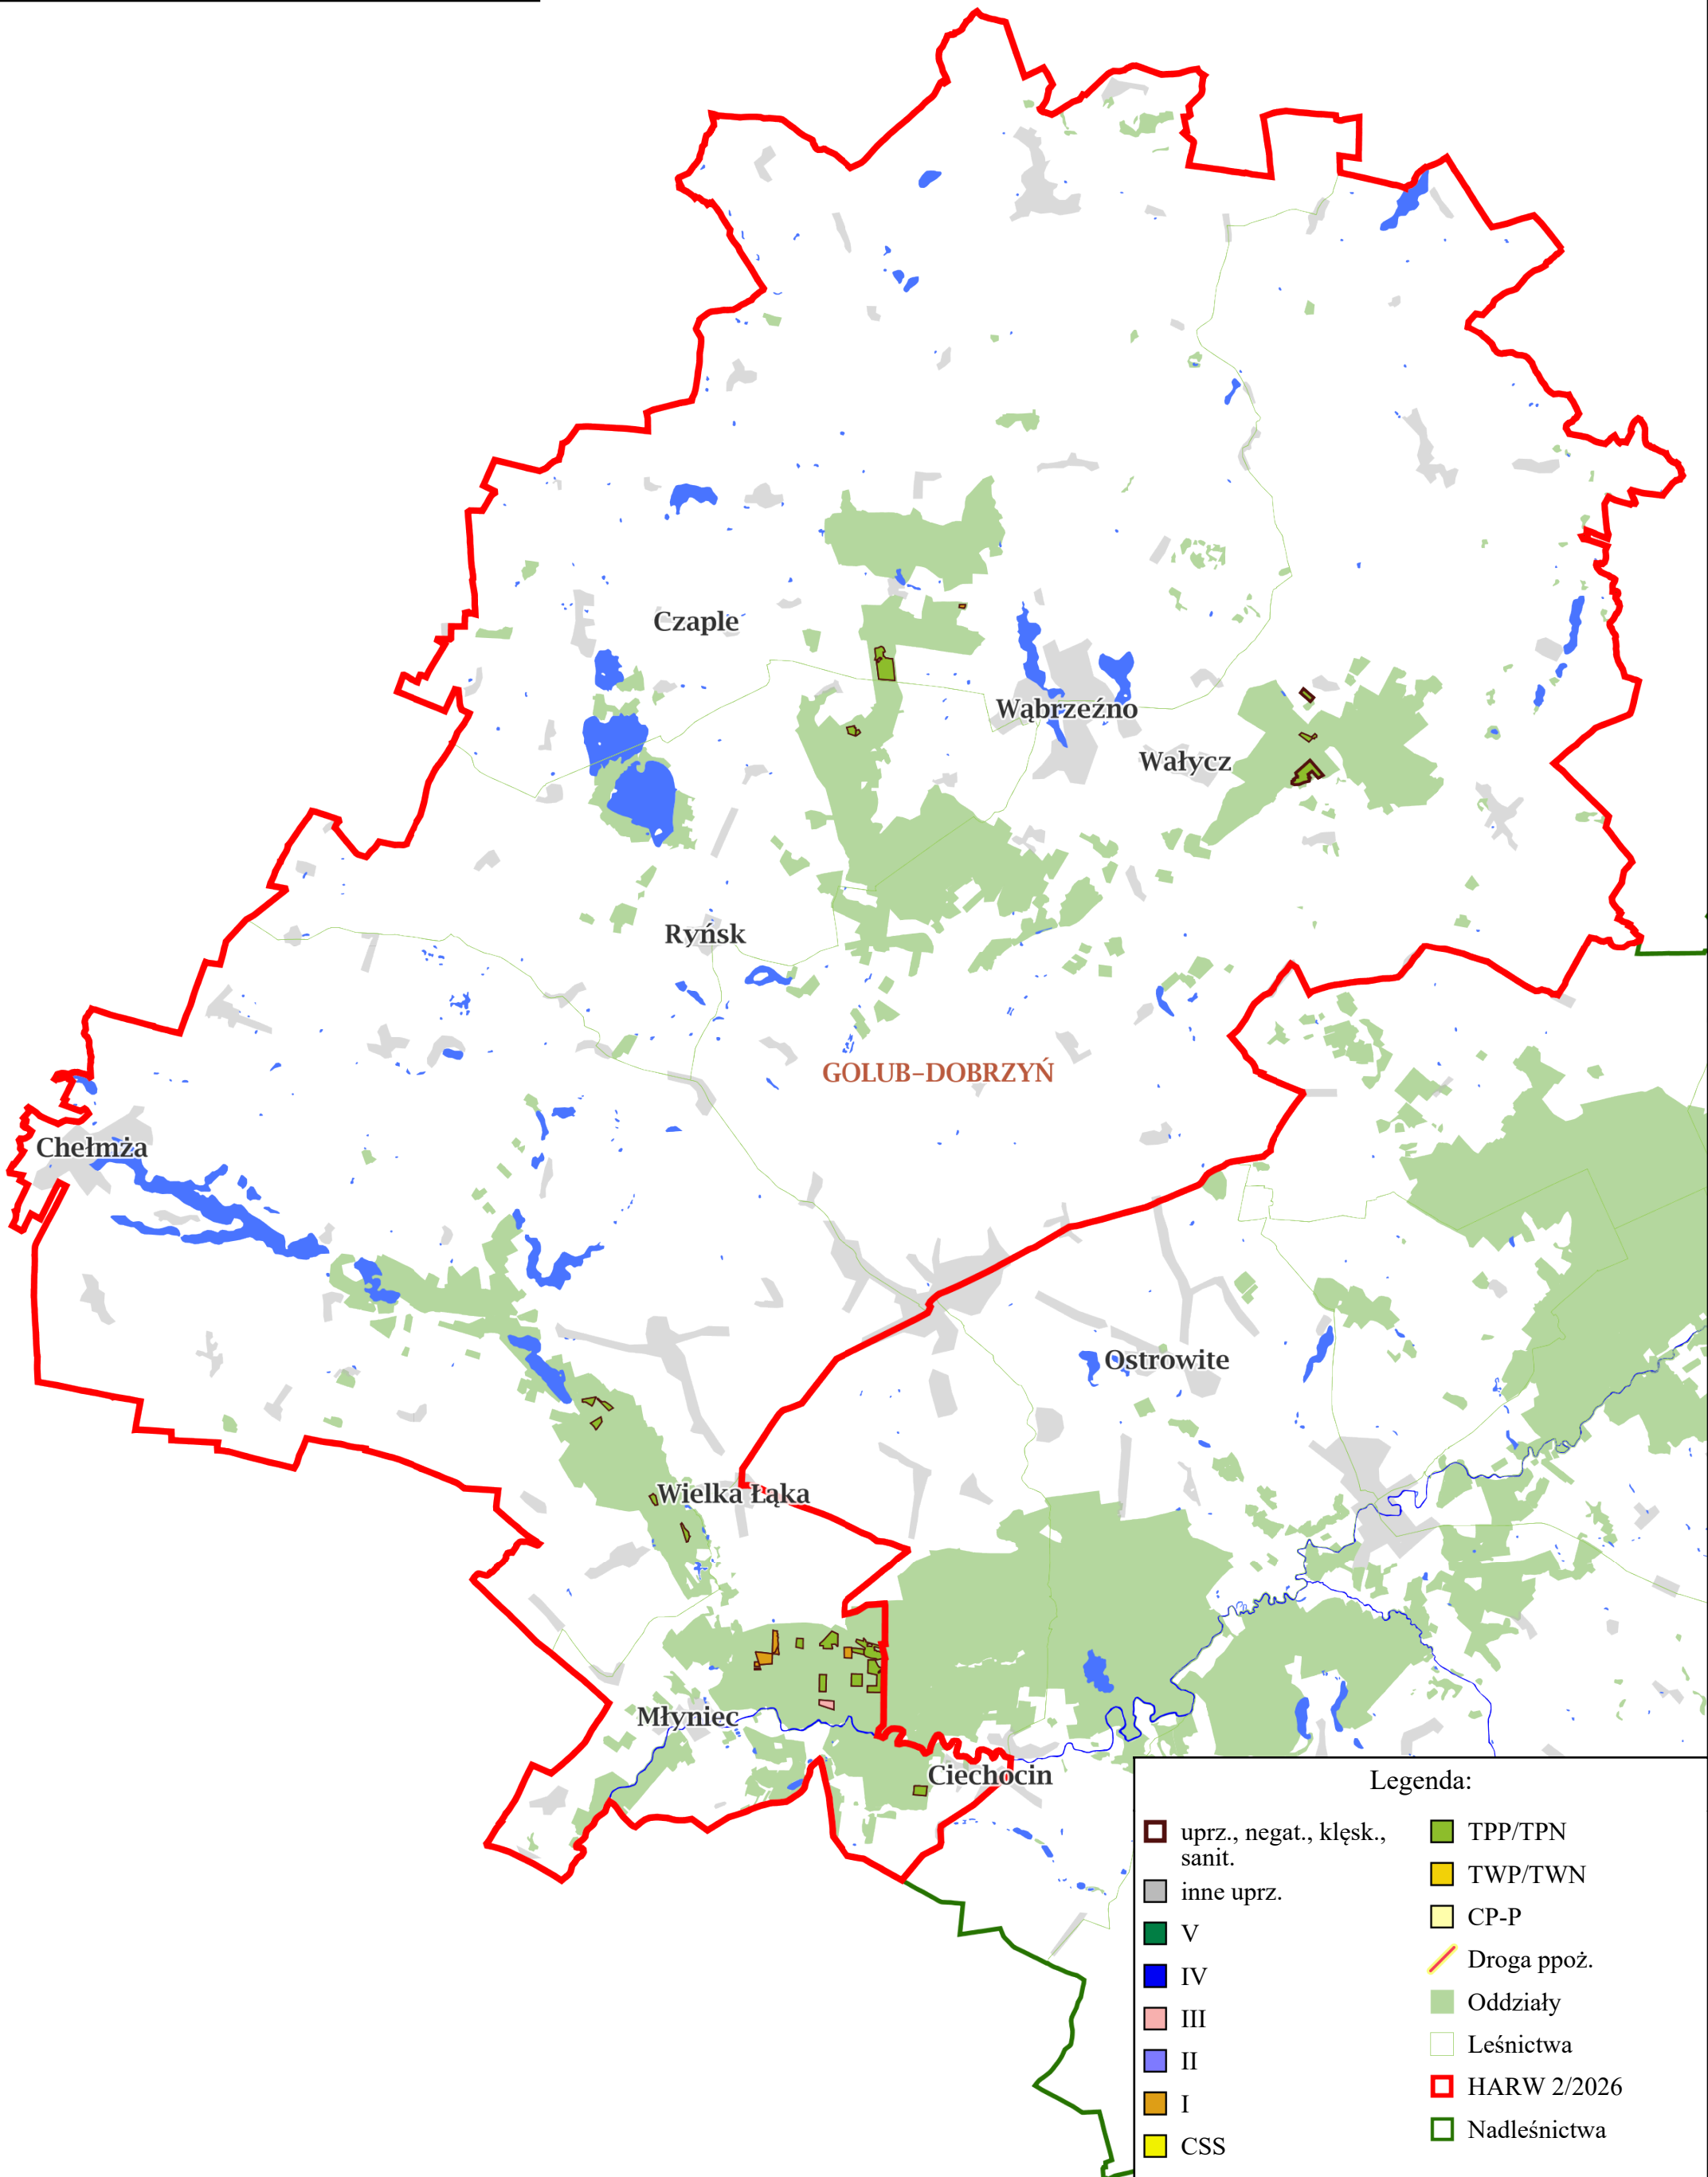 Czaple
Wąbrzeźno
Wałycz
Ryńsk
GOLUB-DOBRZYŃ
Chełmża
Ostrowite
Wielka Łąka
Młyniec
Ciechocin
Legenda:
uprz., negat., klęsk.,
sanit.
inne uprz.
V
IV
III
II
I
CSS
TPP/TPN
TWP/TWN
CP-P
Droga ppoż.
Oddziały
Leśnictwa
HARW 2/2026
Nadleśnictwa